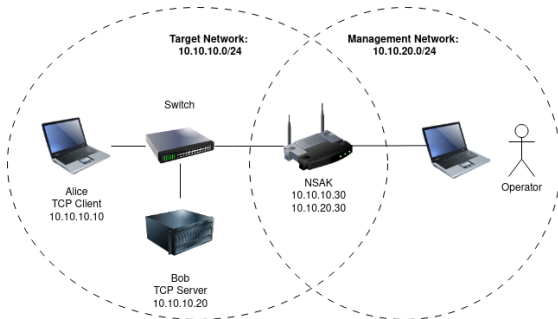 Target Network:
10.10.10.0/24
Management Network:
10.10.20.0/24
Switch
Alice
TCP Client
10.10.10.10
NSAK
10.10.10.30
10.10.20.30
Operator
Bob
TCP Server
10.10.10.20